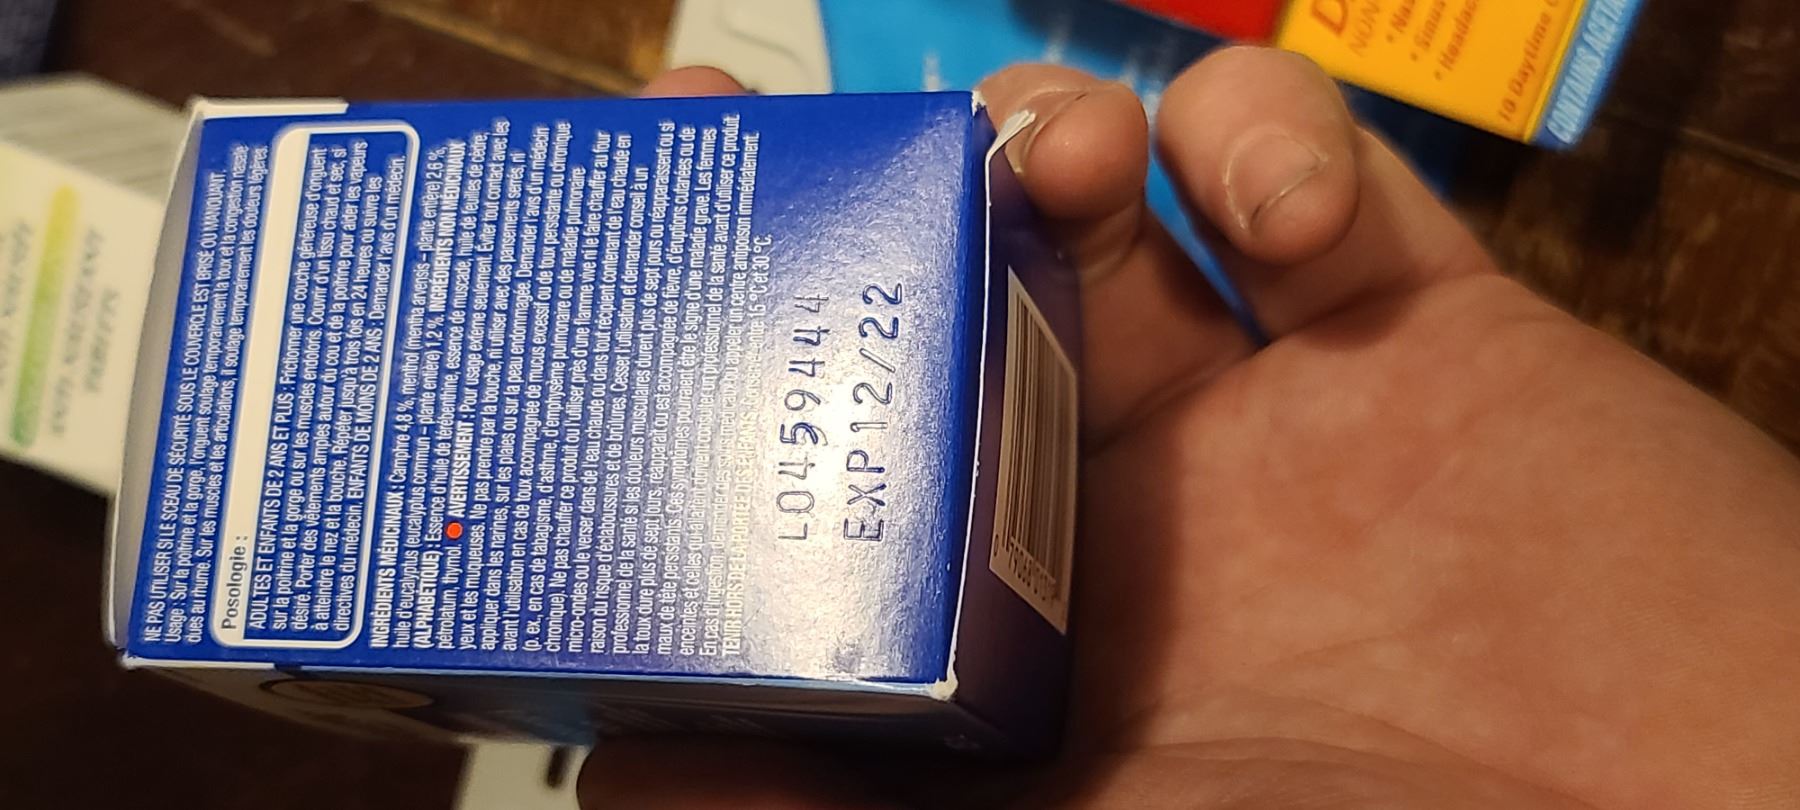 NE PAS UTILISER SI LE SCEAU DE SÉCURITÉ SOUS LE COUVERCLE EST BRISÉ OU MANQUANT.
Usage : Sur la poitrine et la gorge, l'onguent soulage temporairement la toux et la congestion nasale
dues au rhume. Sur les muscles et les articulations, il soulage temporairement les douleurs légères.
Posologie :
ADULTES ET ENFANTS DE 2 ANS ET PLUS : Frictionner une couche généreuse d'onguent
sur la poitrine et la gorge ou sur les muscles endoloris. Couvrir d'un tissu chaud et sec, si
désiré. Porter des vêtements amples autour du cou et de la poitrine pour aider les vapeurs
à atteindre le nez et la bouche. Répéter jusqu'à trois fois en 24 heures ou suivre les
directives du médecin. ENFANTS DE MOINS DE 2 ANS : Demander l'avis d'un médecin.
INGRÉDIENTS MÉDICINAUX : Camphre 4,8 %, menthol (mentha arvensis – plante entière) 2,6 %,
huile d'eucalyptus (eucalyptus commun – plante entière) 1,2 %. INGRÉDIENTS NON MÉDICINAUX
(ALPHABÉTIQUE) : Essence d'huile de térébenthine, essence de muscade, huile de feuilles de cèdre,
pétrolatum, thymol. AVERTISSEMENT : Pour usage externe seulement. Éviter tout contact avec les
yeux et les muqueuses. Ne pas prendre par la bouche, ni utiliser avec des pansements serrés, ni
appliquer dans les narines, sur les plaies ou sur la peau endommagée. Demander l'avis d'un médecin
avant l'utilisation en cas de toux accompagnée de mucus excessif ou de toux persistante ou chronique
(p. ex., en cas de tabagisme, d'asthme, d'emphysème pulmonaire ou de maladie pulmonaire
chronique). Ne pas chauffer ce produit ou l'utiliser près d'une flamme vive ni le faire chauffer au four
micro-ondes ou le verser dans de l'eau chaude ou dans tout récipient contenant de l'eau chaude en
raison du risque d'éclaboussures et de brûlures. Cesser l'utilisation et demander conseil à un
professionnel de la santé si les douleurs musculaires durent plus de sept jours ou réapparaissent ou si
la toux dure plus de sept jours, réapparaît ou est accompagnée de fièvre, d'éruptions cutanées ou de
maux de tête persistants. Ces symptômes pourraient être le signe d'une maladie grave. Les femmes
enceintes et celles qui allaitent doivent consulter un professionnel de la santé avant d'utiliser ce produit.
En cas d'ingestion, demander des soins médicaux ou appeler un centre antipoison immédiatement.
TENIR HORS DE LA PORTÉE DES ENFANTS. Conserver entre 15 °C et 30 °C.
L0459444
EXP12/22
19 Daytime
CONTAINS ACETA